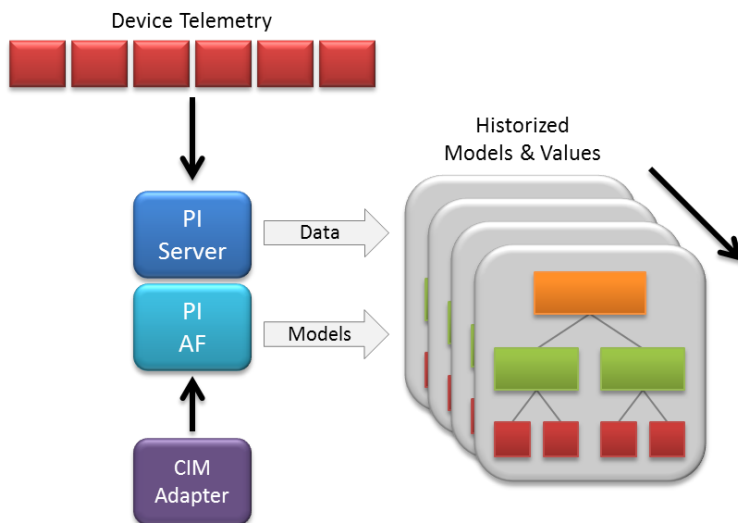 Device Telemetry
Historized
Models & Values
PI
Server
Data
PI
AF
Models
CIM
Adapter